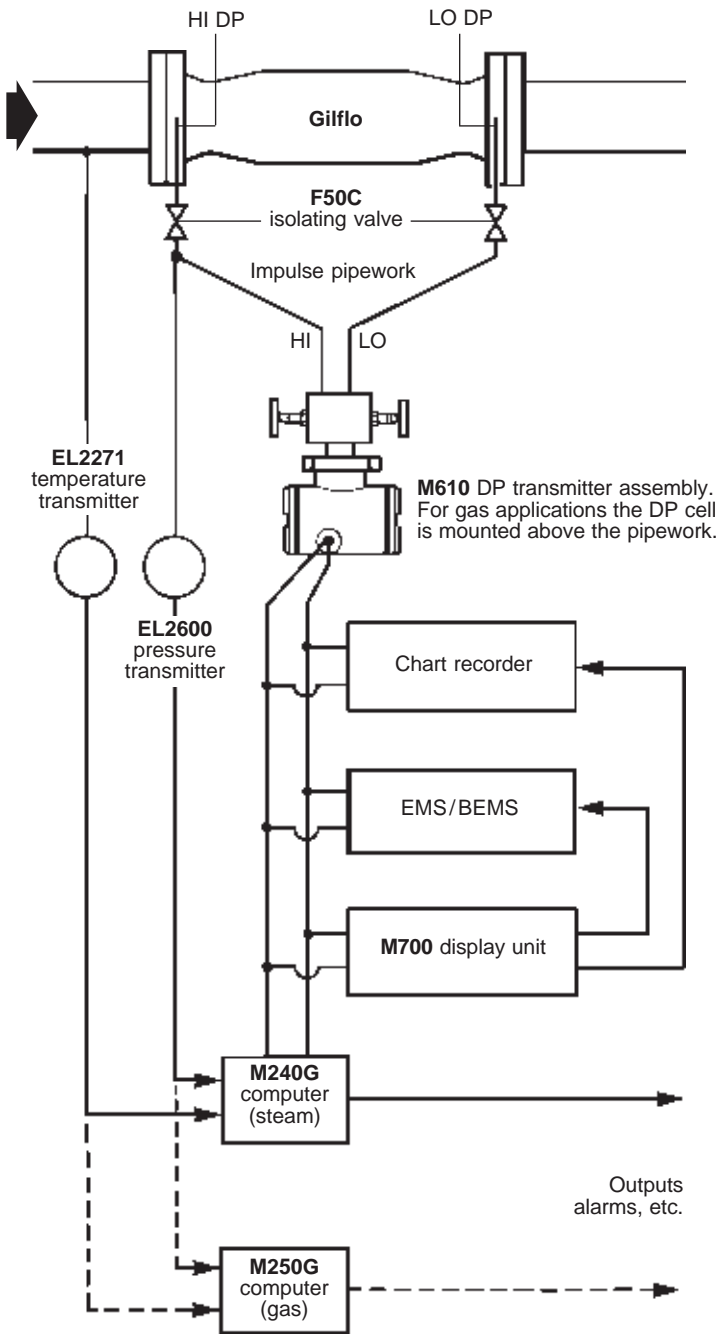 HI DP
LO DP
Gilflo
F50C
isolating valve
Impulse pipework
HI
LO
EL2271
temperature
transmitter
M610 DP transmitter assembly.
For gas applications the DP cell
is mounted above the pipework.
EL2600
pressure
transmitter
Chart recorder
EMS/BEMS
M700 display unit
M240G
computer
(steam)
Outputs
alarms, etc.
M250G
computer
(gas)